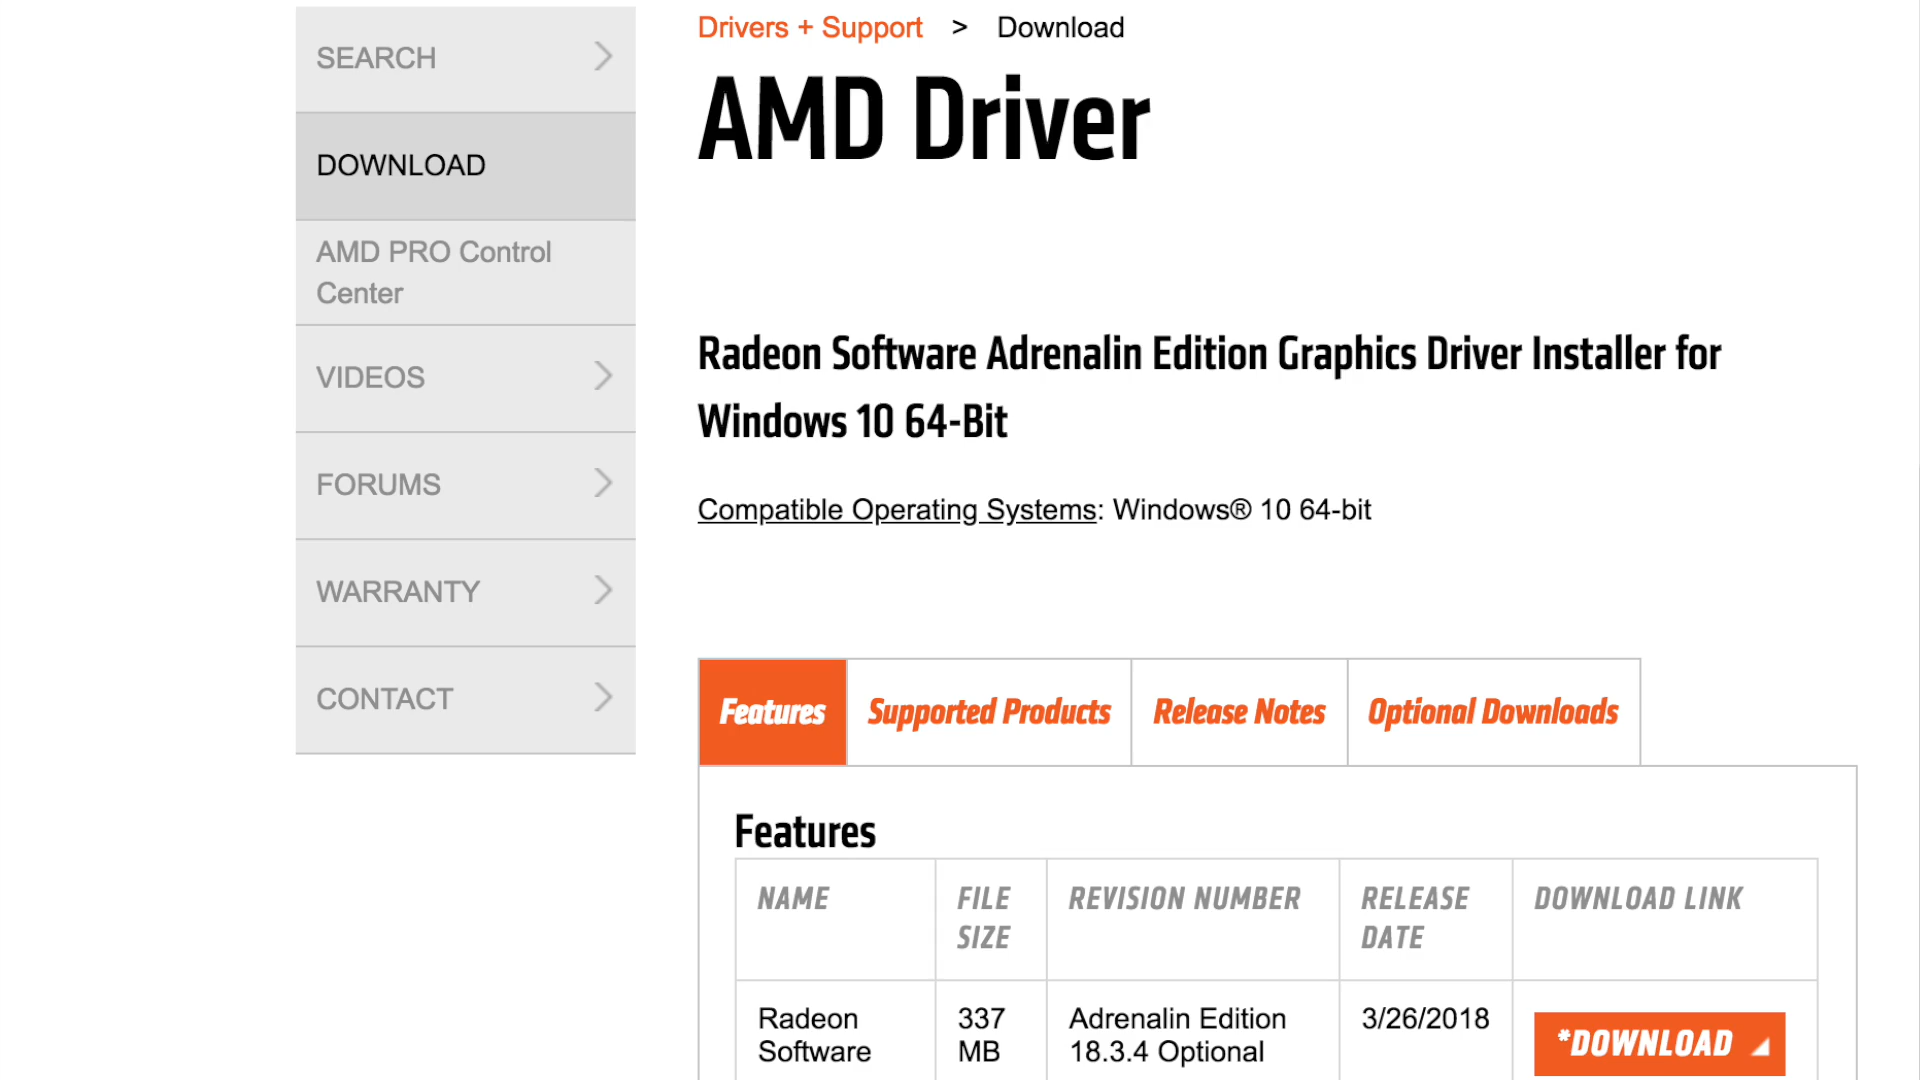 SEARCH
DOWNLOAD
AMD PRO Control
Center
VIDEOS
FORUMS
WARRANTY
CONTACT
Drivers + Support > Download
AMD Driver
Radeon Software Adrenalin Edition Graphics Driver Installer for
Windows 10 64-Bit
Compatible Operating Systems: Windows® 10 64-bit
Features Supported Products Release Notes Optional Downloads
Features
NAME FILE SIZE REVISION NUMBER RELEASE DATE DOWNLOAD LINK
Radeon Software 337 MB Adrenalin Edition 18.3.4 Optional 3/26/2018 *DOWNLOAD